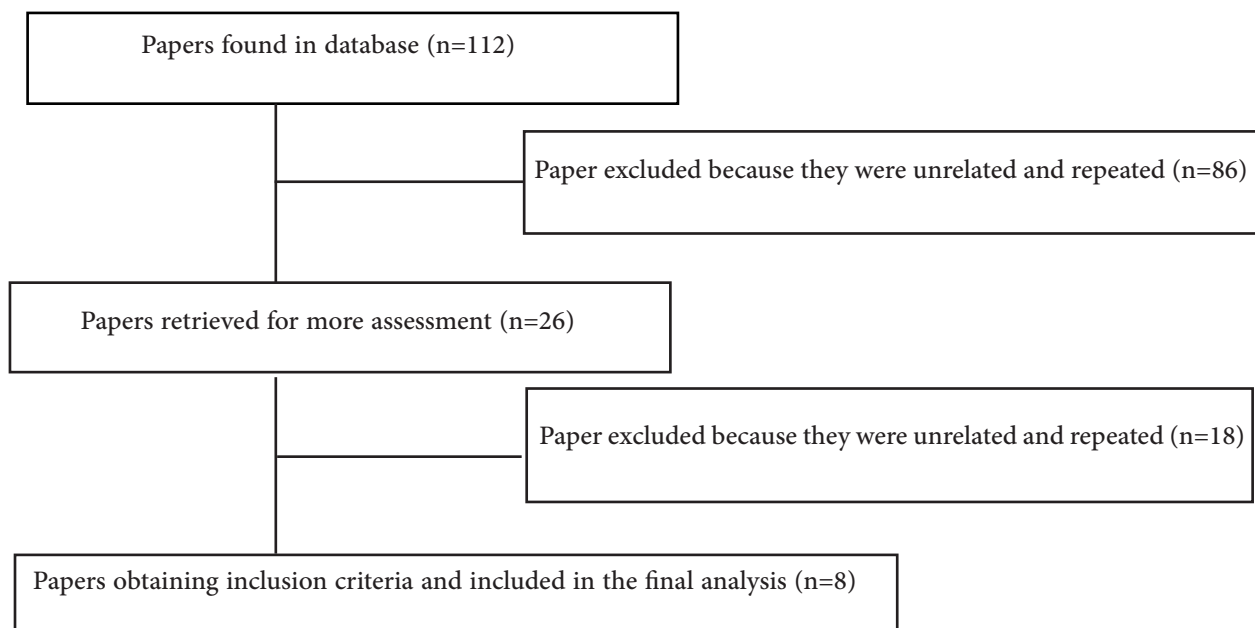 Papers found in database (n=112)
Paper excluded because they were unrelated and repeated (n=86)
Papers retrieved for more assessment (n=26)
Paper excluded because they were unrelated and repeated (n=18)
Papers obtaining inclusion criteria and included in the final analysis (n=8)